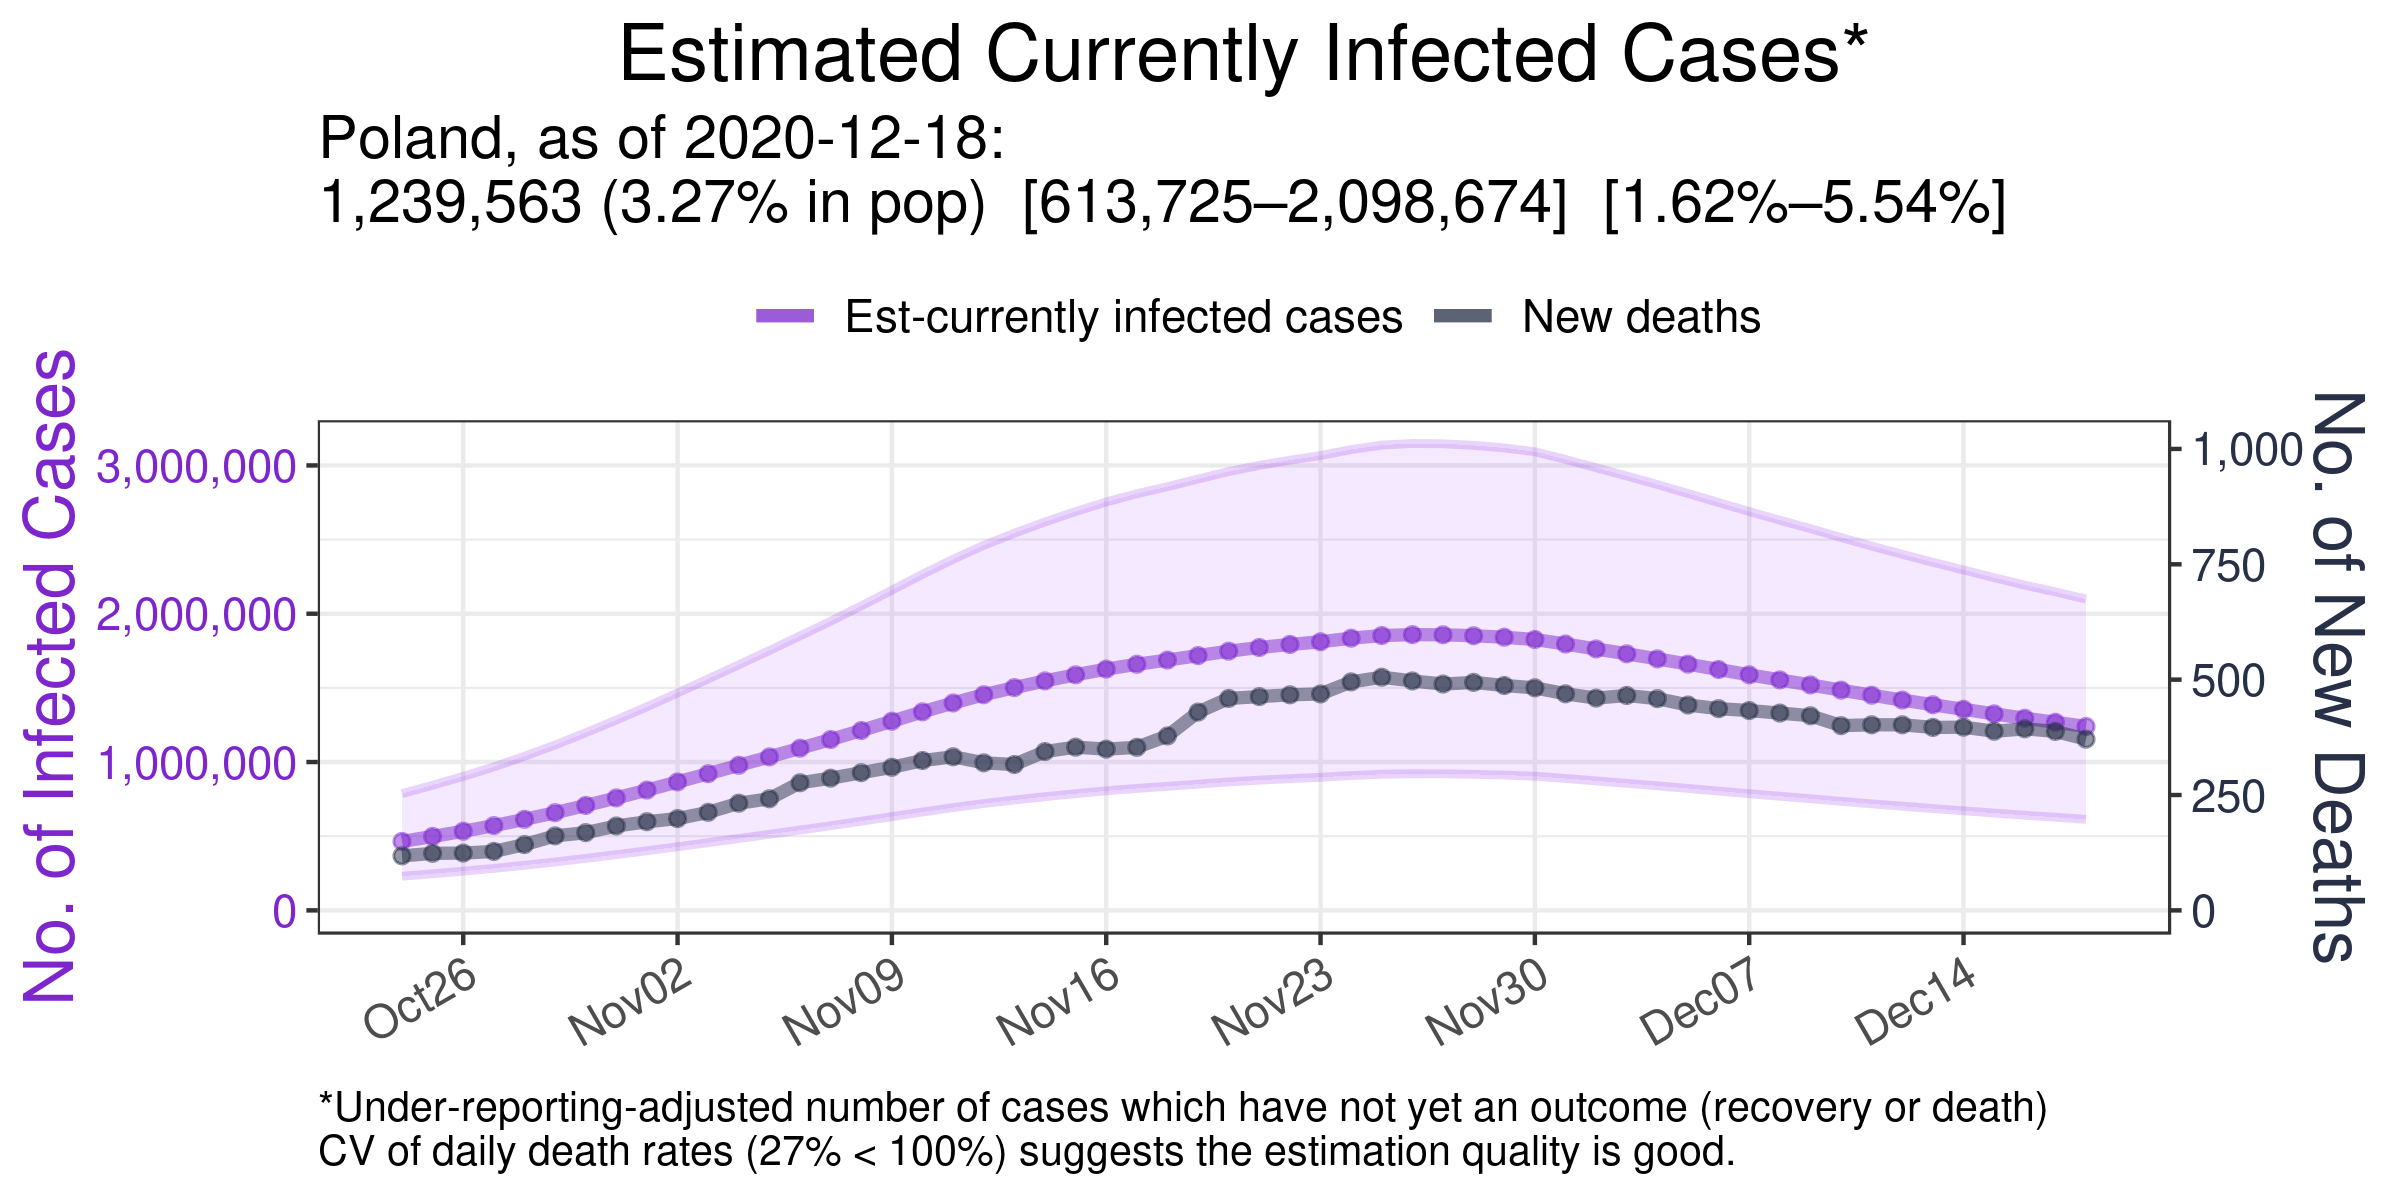 Estimated Currently Infected Cases*
Poland, as of 2020-12-18:
1,239,563 (3.27% in pop)  [613,725–2,098,674]  [1.62%–5.54%]
Est-currently infected cases
New deaths
No. of Infected Cases
3,000,000
2,000,000
1,000,000
0
1,000
750
500
250
0
No. of New Deaths
Oct26
Nov02
Nov09
Nov16
Nov23
Nov30
Dec07
Dec14
*Under-reporting-adjusted number of cases which have not yet an outcome (recovery or death)
CV of daily death rates (27% < 100%) suggests the estimation quality is good.